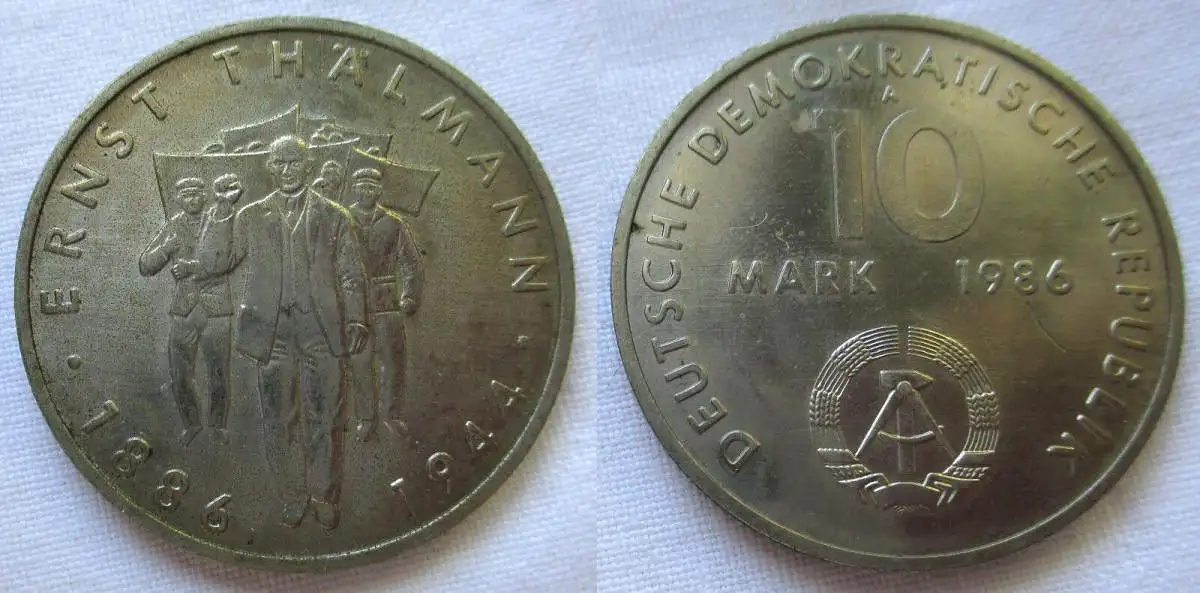 · ERNST THÄLMANN ·
1886 1944
DEUTSCHE DEMOKRATISCHE REPUBLIK
A
10
MARK 1986